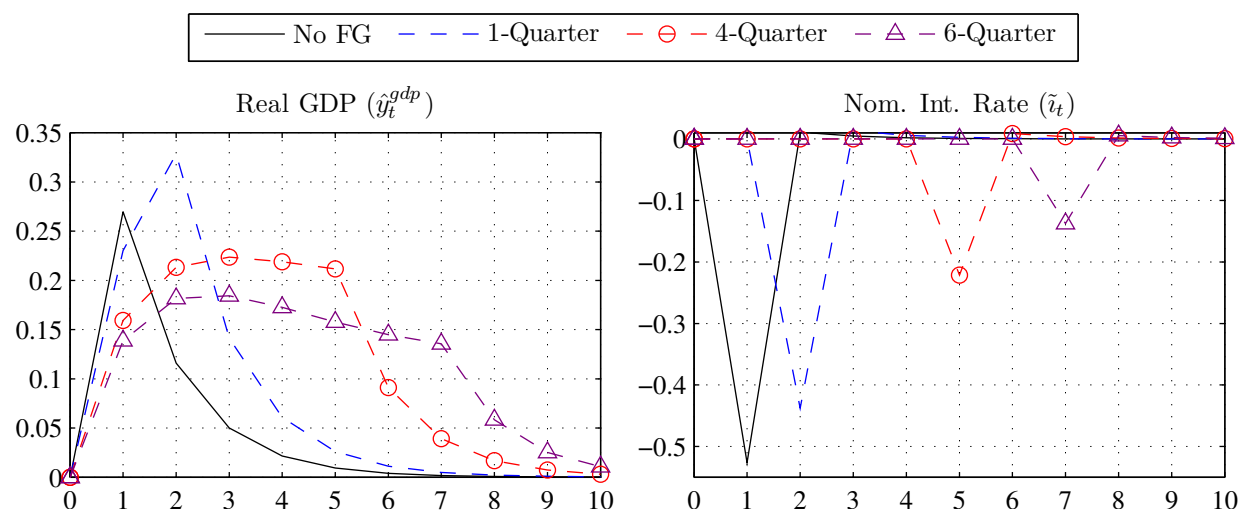 No FG 1-Quarter 4-Quarter 6-Quarter
Real GDP (ŷ_t^{gdp})
0.35
0.3
0.25
0.2
0.15
0.1
0.05
0
0 1 2 3 4 5 6 7 8 9 10
Nom. Int. Rate (ĩ_t)
0
−0.1
−0.2
−0.3
−0.4
−0.5
0 1 2 3 4 5 6 7 8 9 10